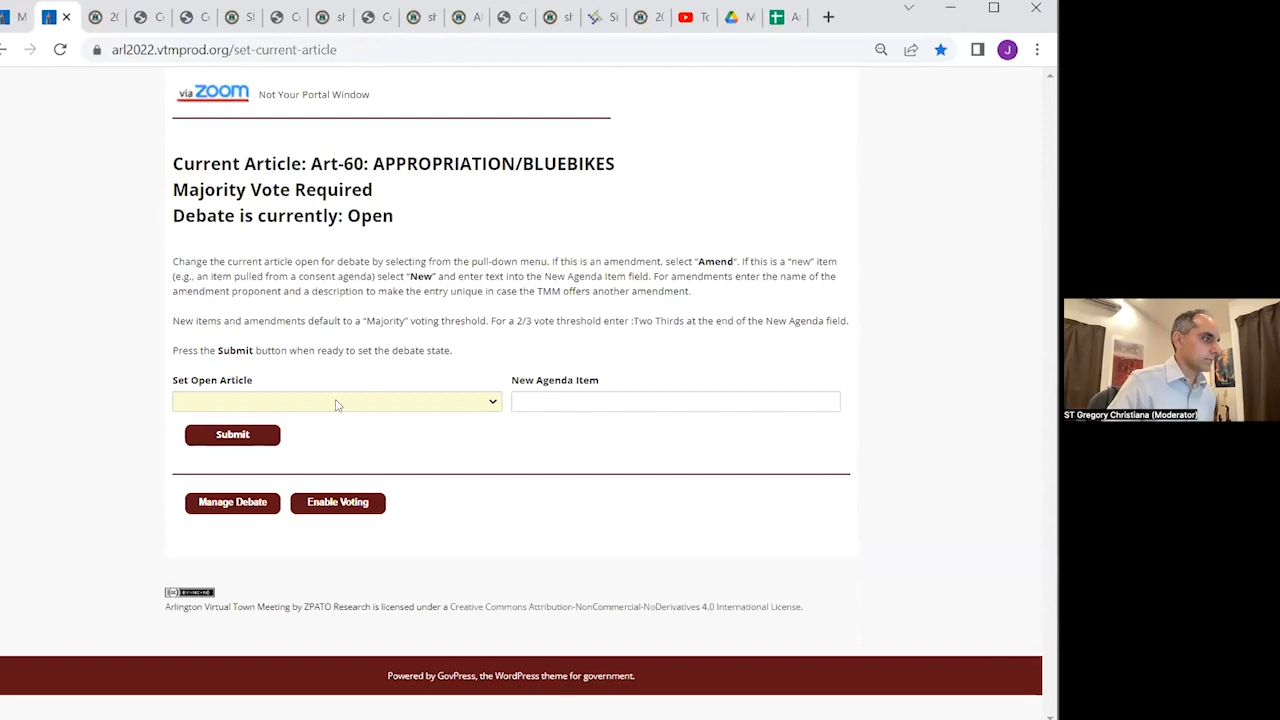 M
2(
C
C
S
sh
C
sh
A
C
sh
Si
20
To
M
A
arl2022.vtmprod.org/set-current-article
J
via zoom Not Your Portal Window
Current Article: Art-60: APPROPRIATION/BLUEBIKES
Majority Vote Required
Debate is currently: Open
Change the current article open for debate by selecting from the pull-down menu. If this is an amendment, select "Amend". If this is a "new" item
(e.g., an item pulled from a consent agenda) select "New" and enter text into the New Agenda Item field. For amendments enter the name of the
amendment proponent and a description to make the entry unique in case the TMM offers another amendment.
New items and amendments default to a "Majority" voting threshold. For a 2/3 vote threshold enter :Two Thirds at the end of the New Agenda field.
Press the Submit button when ready to set the debate state.
Set Open Article New Agenda Item
Submit
Manage Debate Enable Voting
ST Gregory Christiana (Moderator)
Arlington Virtual Town Meeting by ZPATO Research is licensed under a Creative Commons Attribution-NonCommercial-NoDerivatives 4.0 International License.
Powered by GovPress, the WordPress theme for government.